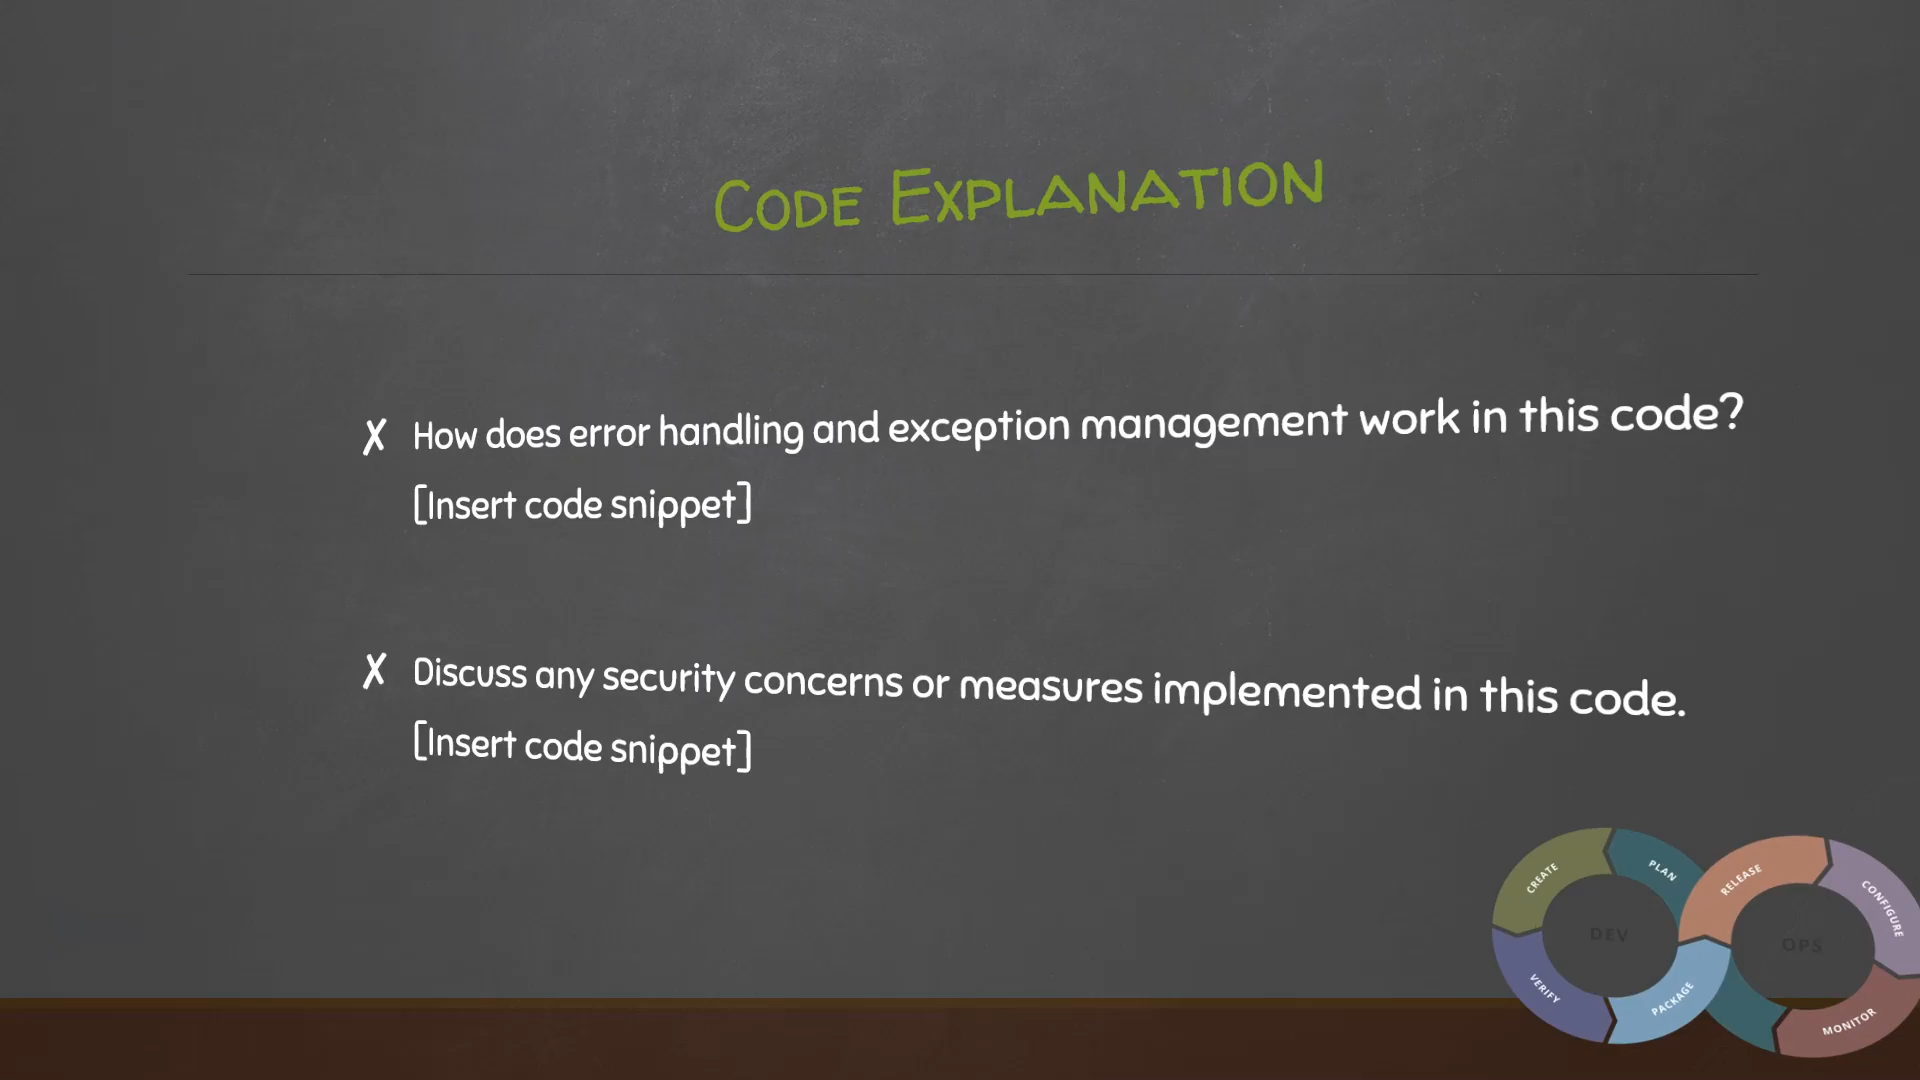 Code Explanation
✗ How does error handling and exception management work in this code?
[Insert code snippet]
✗ Discuss any security concerns or measures implemented in this code.
[Insert code snippet]
CREATE
PLAN
RELEASE
CONFIGURE
DEV
OPS
VERIFY
PACKAGE
MONITOR